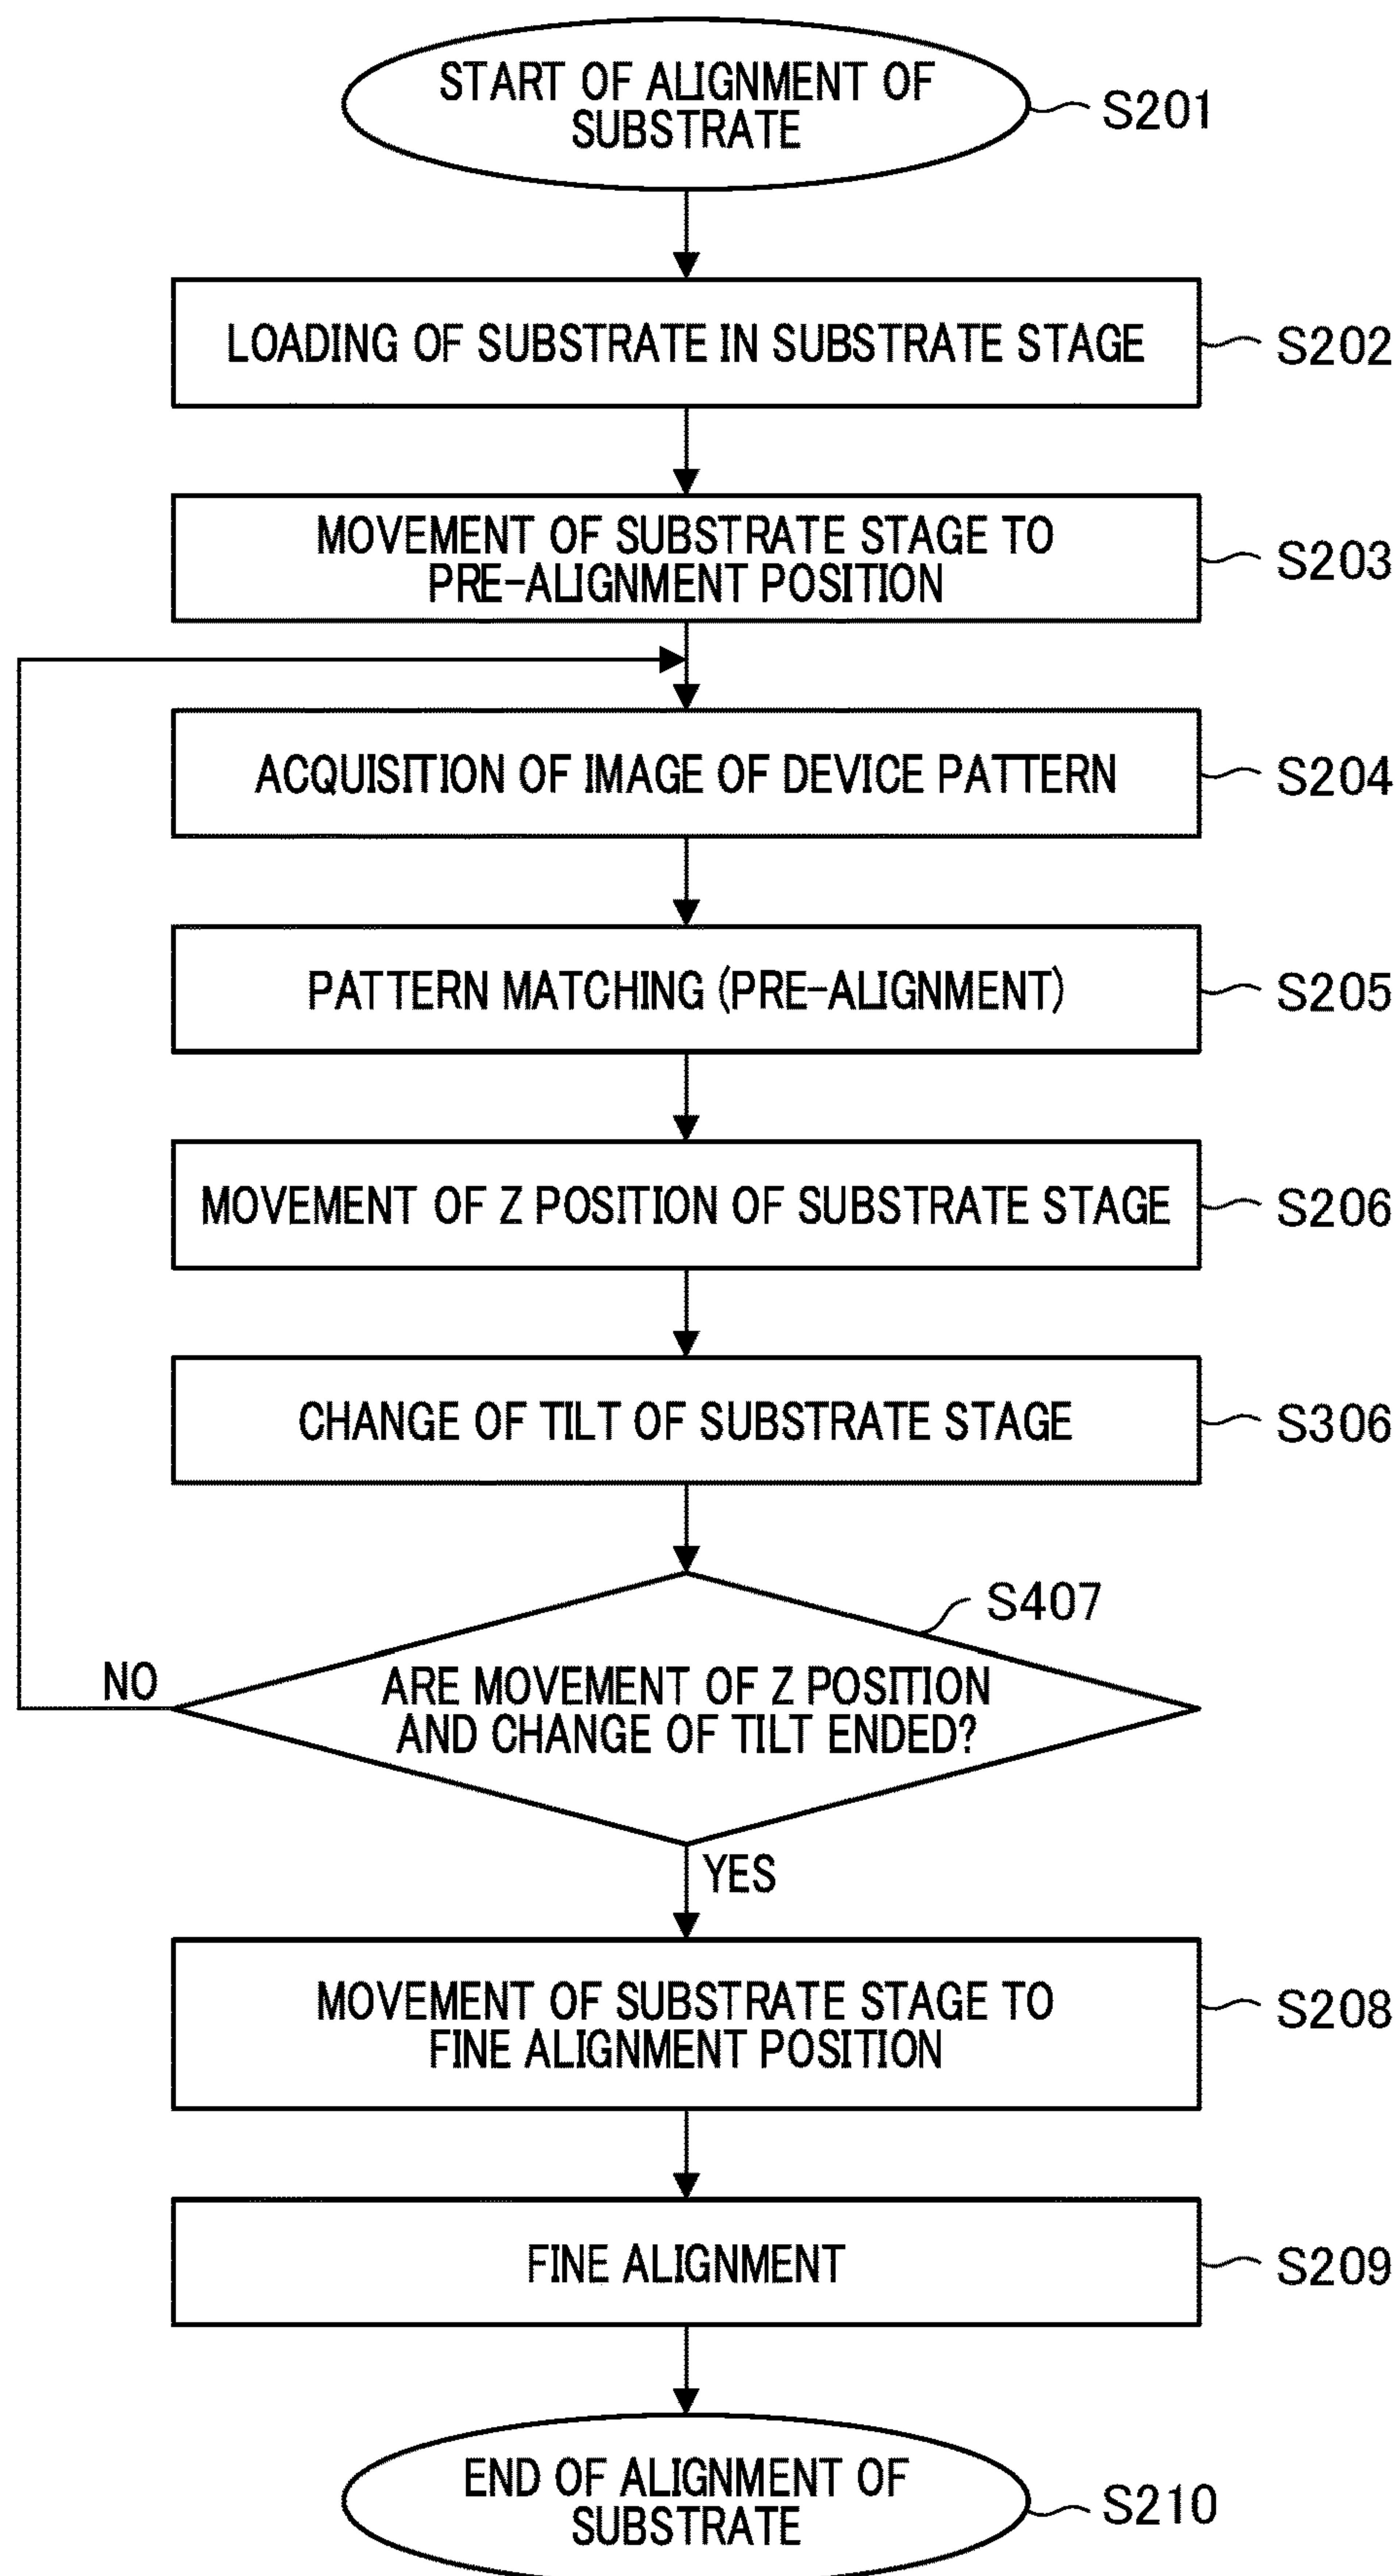 START OF ALIGNMENT OF
SUBSTRATE
S201
LOADING OF SUBSTRATE IN SUBSTRATE STAGE
S202
MOVEMENT OF SUBSTRATE STAGE TO
PRE-ALIGNMENT POSITION
S203
ACQUISITION OF IMAGE OF DEVICE PATTERN
S204
PATTERN MATCHING (PRE-ALIGNMENT)
S205
MOVEMENT OF Z POSITION OF SUBSTRATE STAGE
S206
CHANGE OF TILT OF SUBSTRATE STAGE
S306
S407
NO
ARE MOVEMENT OF Z POSITION
AND CHANGE OF TILT ENDED?
YES
MOVEMENT OF SUBSTRATE STAGE TO
FINE ALIGNMENT POSITION
S208
FINE ALIGNMENT
S209
END OF ALIGNMENT OF
SUBSTRATE
S210